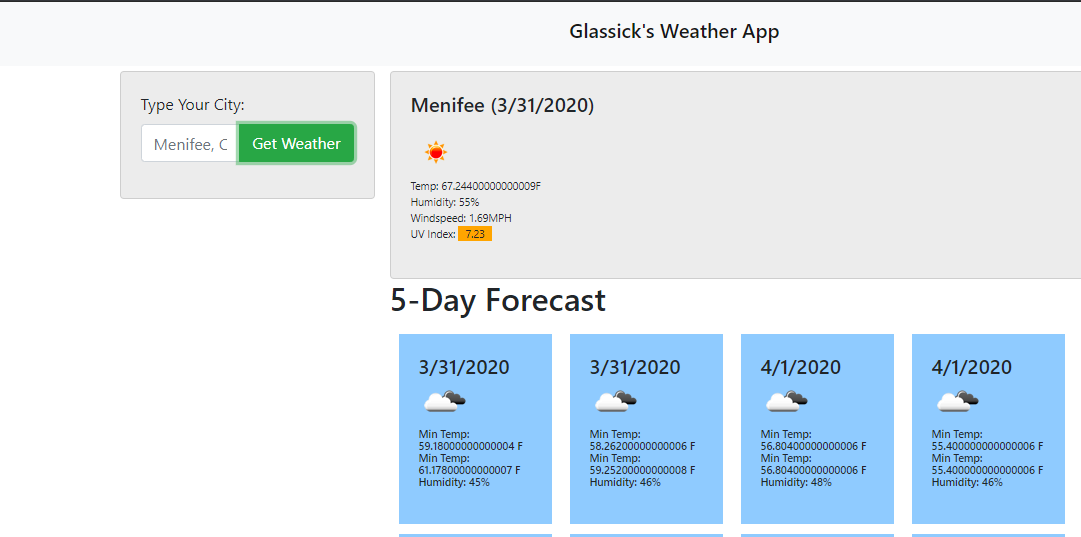 Glassick's Weather App
Type Your City:
Menifee, C
Get Weather
Menifee (3/31/2020)
Temp: 67.24400000000009F
Humidity: 55%
Windspeed: 1.69MPH
UV Index: 7.23
5-Day Forecast
3/31/2020
Min Temp:
59.18000000000004 F
Min Temp:
61.17800000000007 F
Humidity: 45%
3/31/2020
Min Temp:
58.26200000000006 F
Min Temp:
59.25200000000008 F
Humidity: 46%
4/1/2020
Min Temp:
56.80400000000006 F
Min Temp:
56.80400000000006 F
Humidity: 48%
4/1/2020
Min Temp:
55.400000000000006 F
Min Temp:
55.400000000000006 F
Humidity: 46%